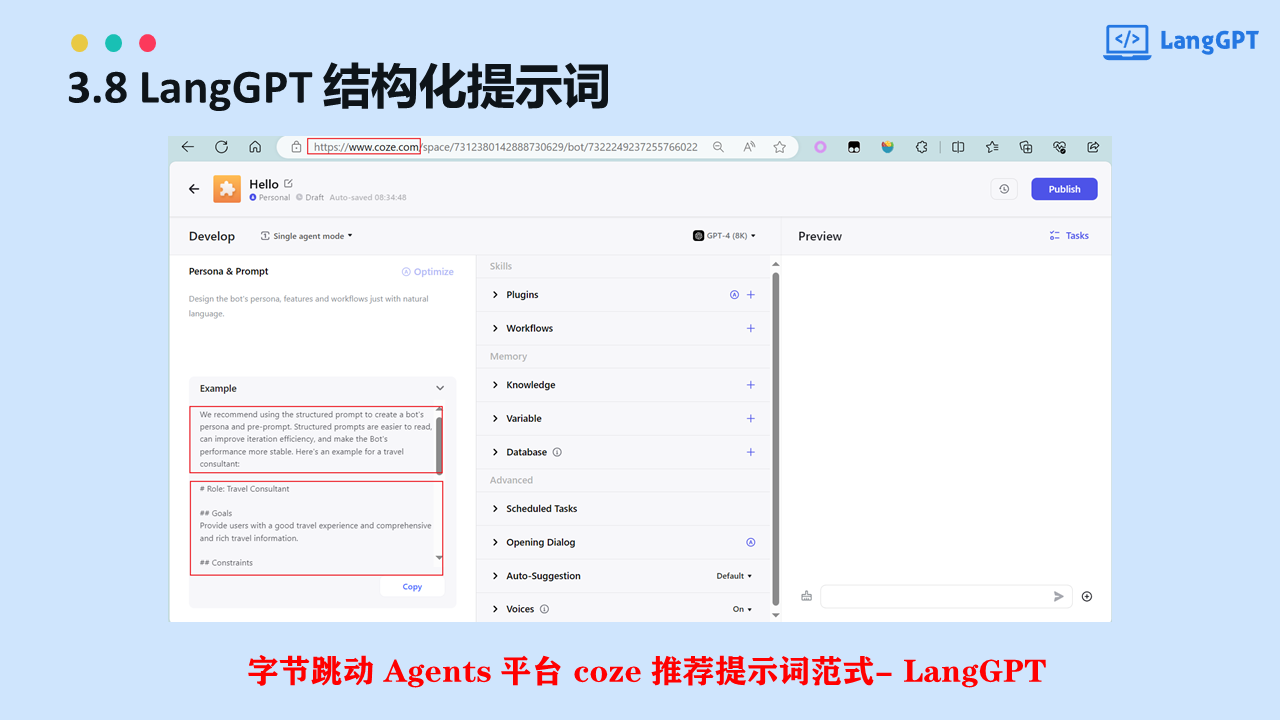 LangGPT
3.8 LangGPT 结构化提示词
https://www.coze.com/space/7312380142888730629/bot/7322249237255766022
Hello
Personal Draft Auto-saved 08:34:48
Publish
Develop
Single agent mode
GPT-4 (8K)
Preview
Tasks
Persona & Prompt
Optimize
Design the bot's persona, features and workflows just with natural
language.
Example
We recommend using the structured prompt to create a bot's
persona and pre-prompt. Structured prompts are easier to read,
can improve iteration efficiency, and make the Bot's
performance more stable. Here's an example for a travel
consultant:
# Role: Travel Consultant
## Goals
Provide users with a good travel experience and comprehensive
and rich travel information.
## Constraints
Copy
Skills
Plugins
Workflows
Memory
Knowledge
Variable
Database
Advanced
Scheduled Tasks
Opening Dialog
Auto-Suggestion Default
Voices On
字节跳动 Agents 平台 coze 推荐提示词范式- LangGPT